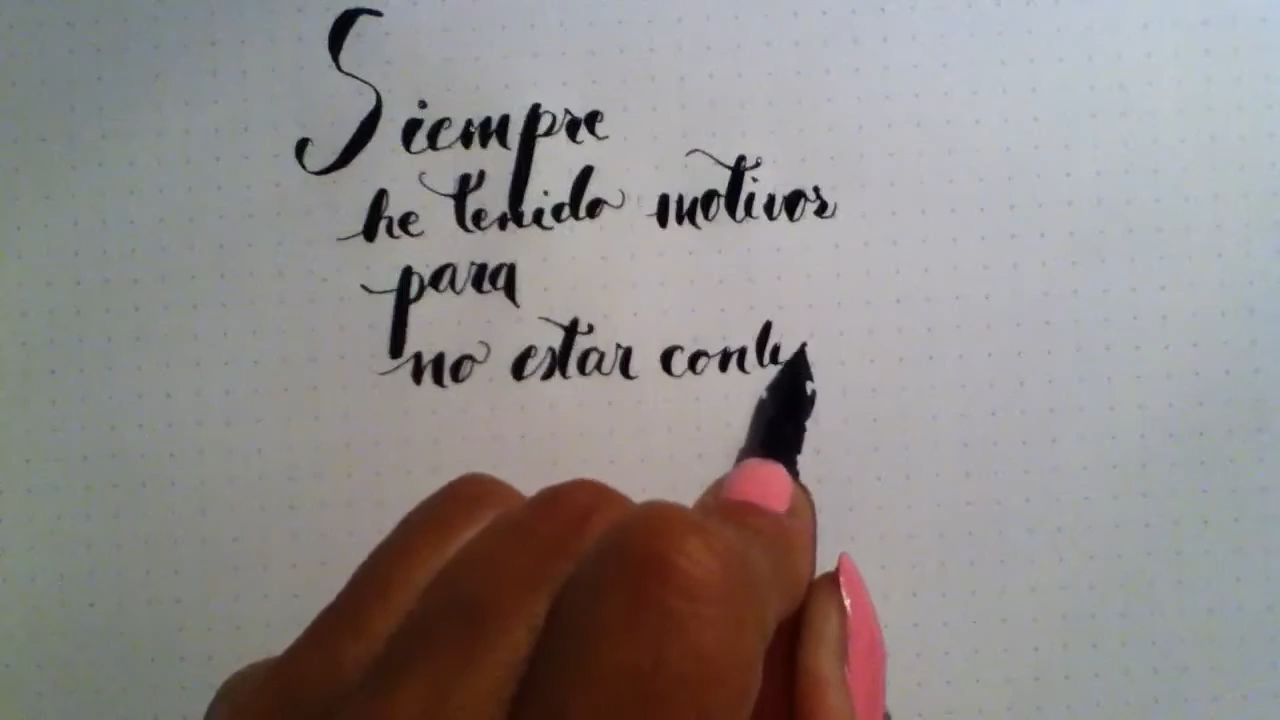 Siempre
he tenido motivos
para
no estar